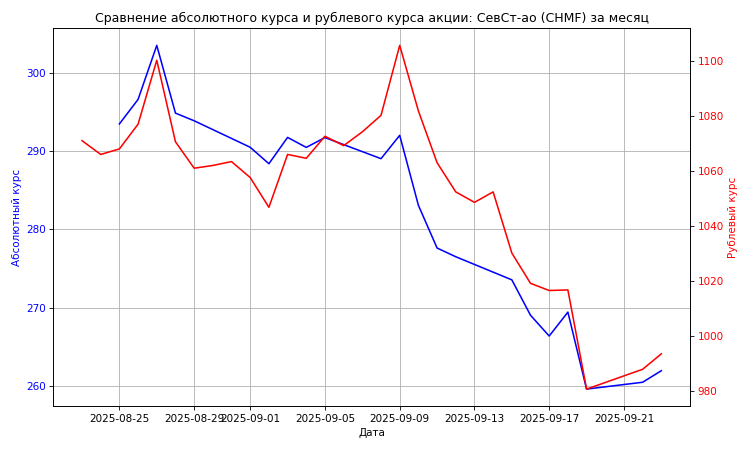 Сравнение абсолютного курса и рублевого курса акции: СевСт-ао (CHMF) за месяц
300
290
280
270
260
Абсолютный курс
1100
1080
1060
1040
1020
1000
980
Рублевый курс
2025-08-25 2025-08-29 2025-09-01 2025-09-05 2025-09-09 2025-09-13 2025-09-17 2025-09-21
Дата